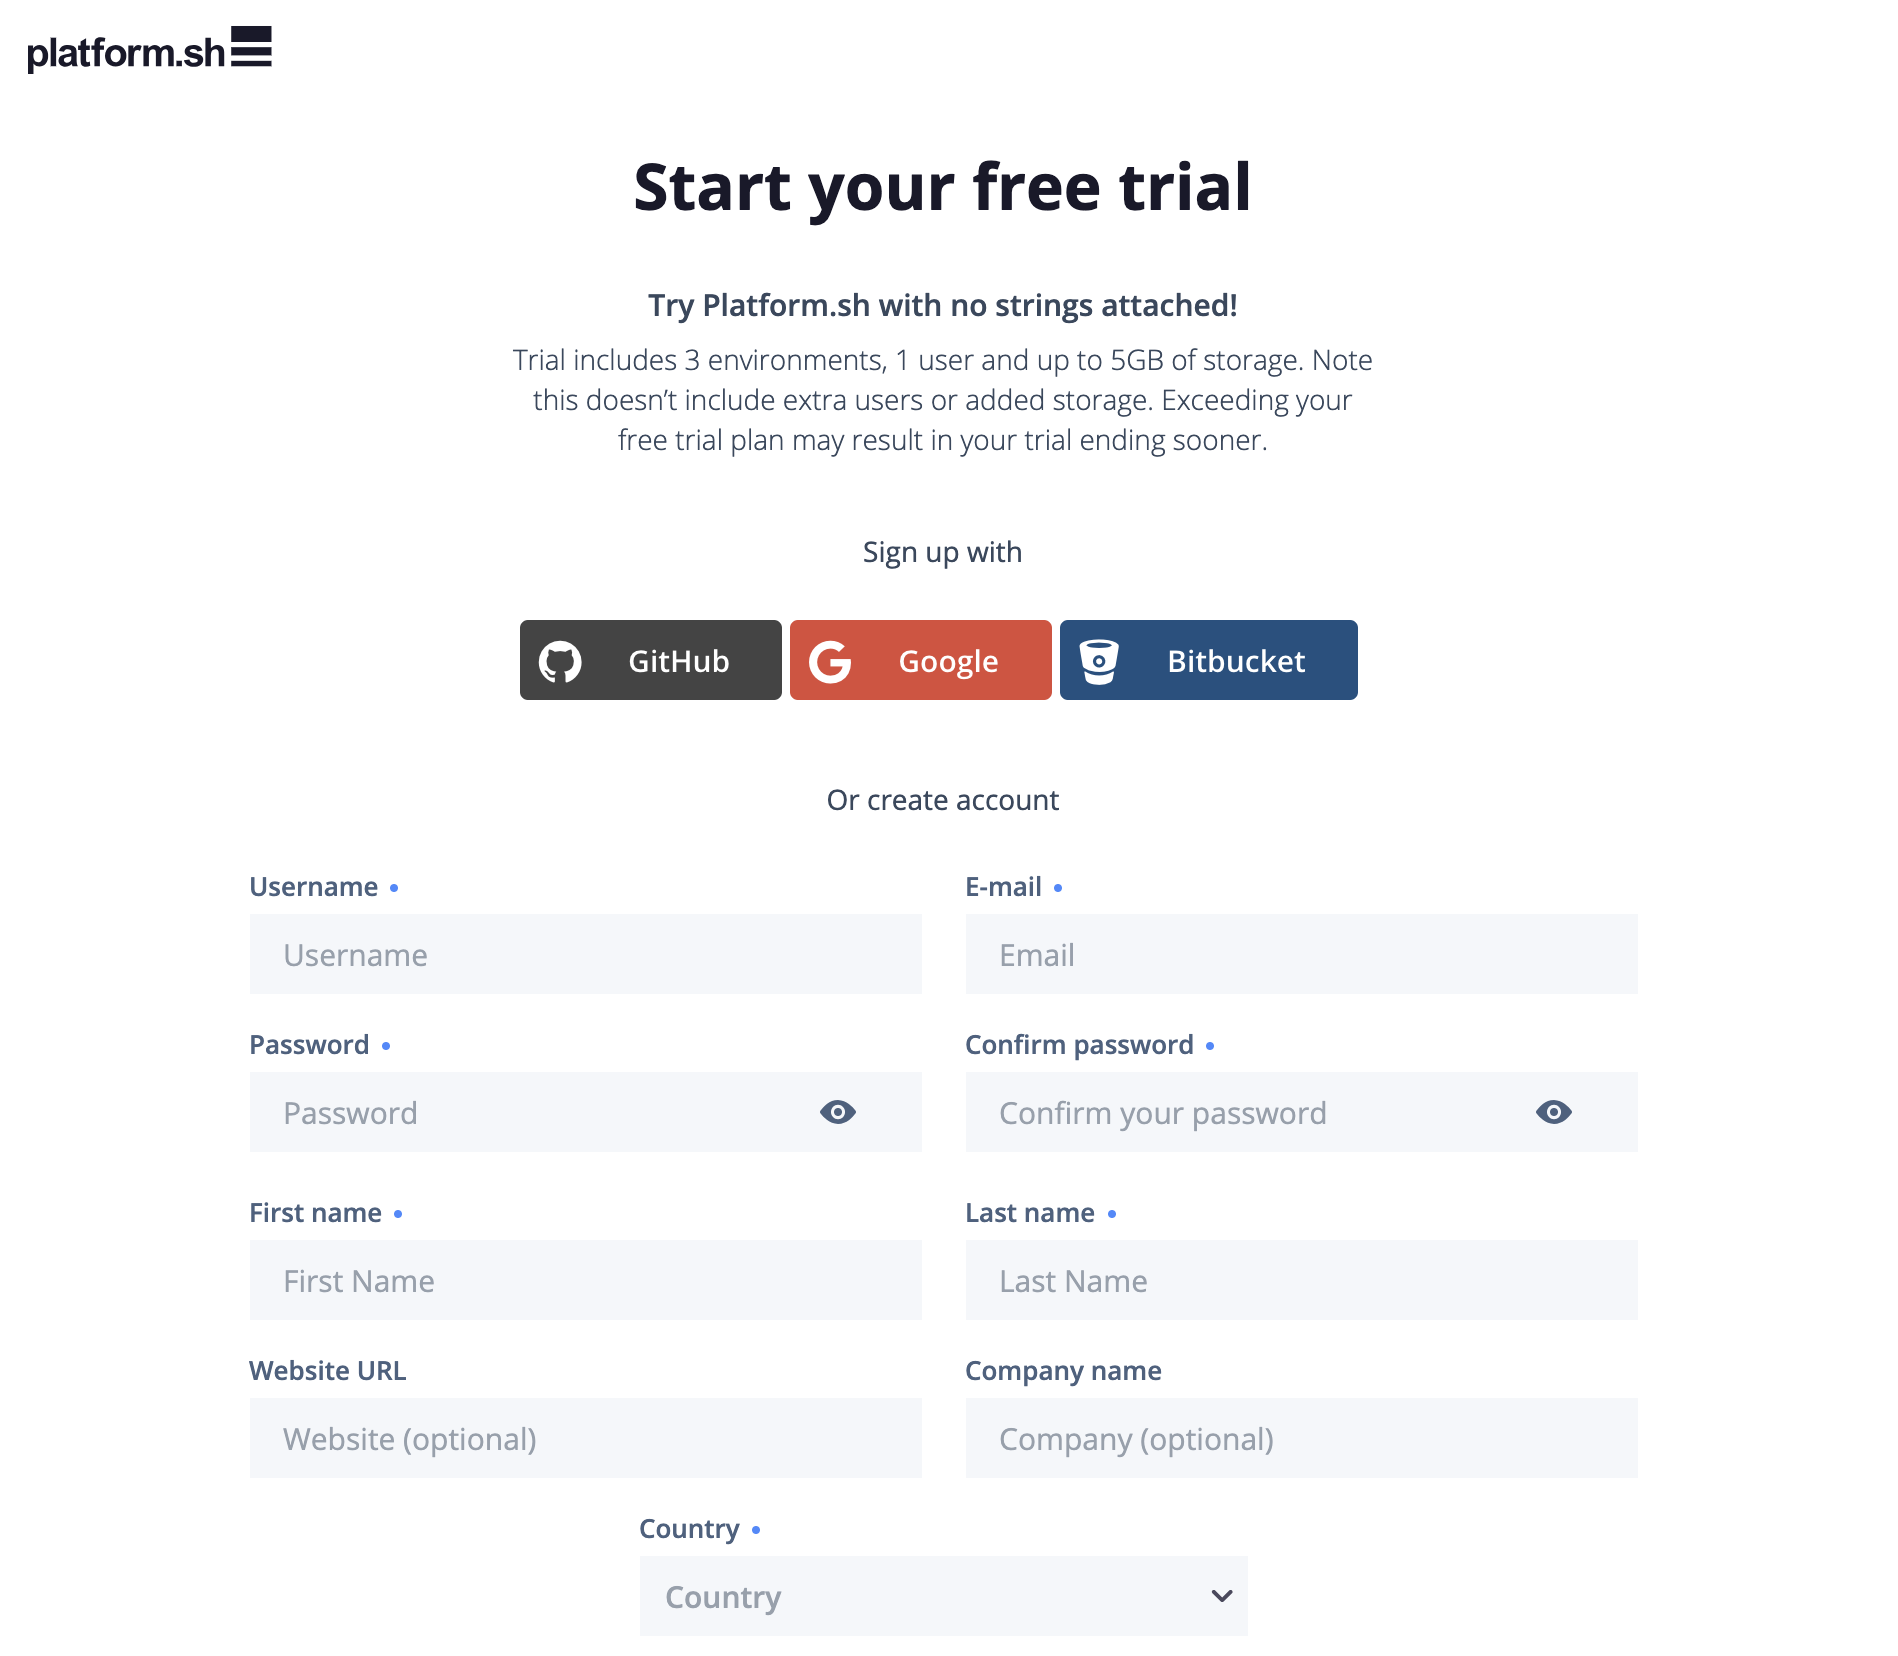 platform.sh
Start your free trial
Try Platform.sh with no strings attached!
Trial includes 3 environments, 1 user and up to 5GB of storage. Note
this doesn’t include extra users or added storage. Exceeding your
free trial plan may result in your trial ending sooner.
Sign up with
GitHub Google Bitbucket
Or create account
Username E-mail
Username Email
Password Confirm password
Password Confirm your password
First name Last name
First Name Last Name
Website URL Company name
Website (optional) Company (optional)
Country
Country